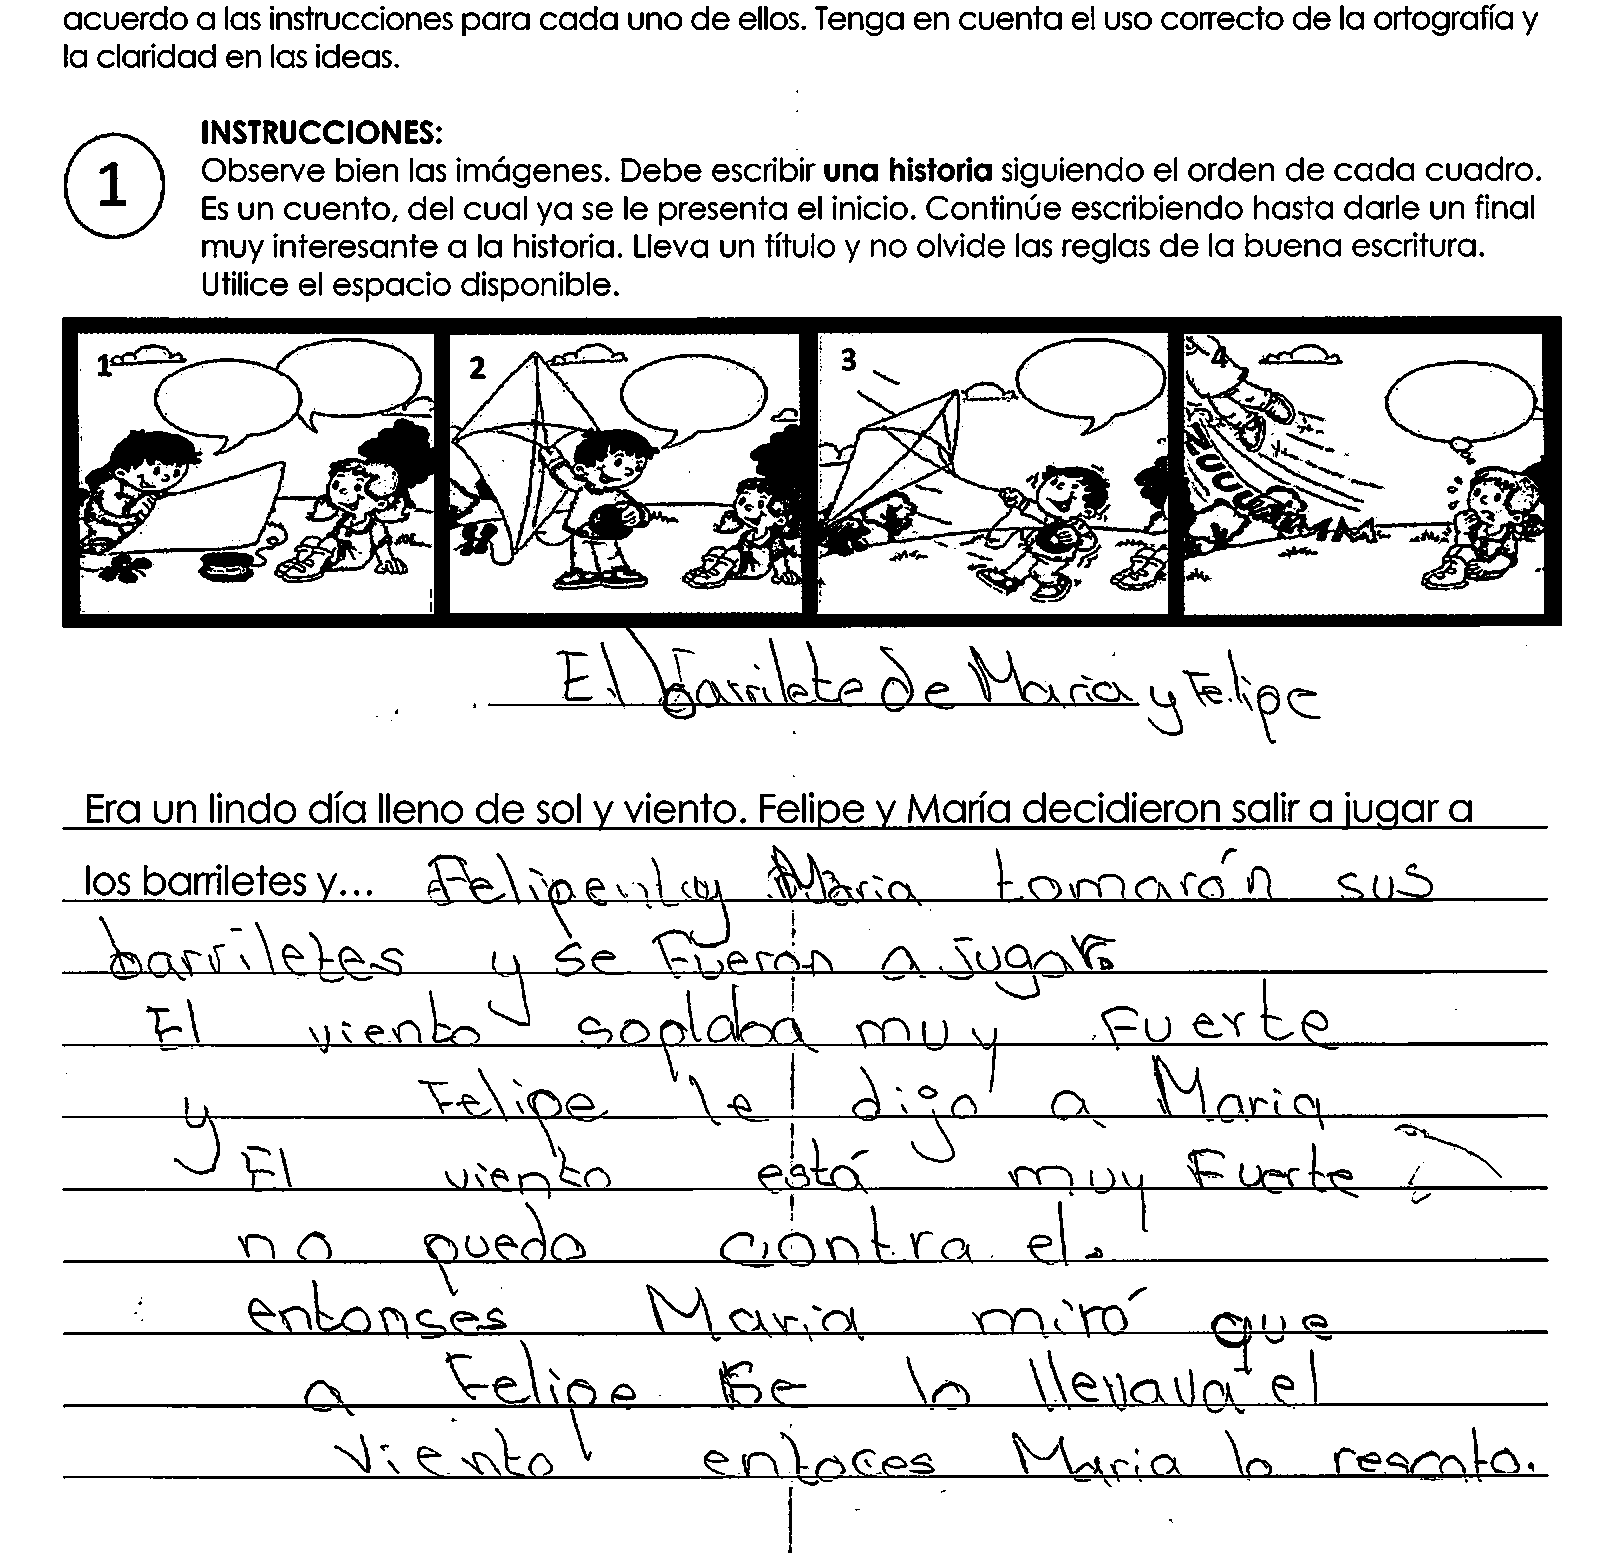 acuerdo a las instrucciones para cada uno de ellos. Tenga en cuenta el uso correcto de la ortografía y
la claridad en las ideas.
INSTRUCCIONES:
1
Observe bien las imágenes. Debe escribir una historia siguiendo el orden de cada cuadro.
Es un cuento, del cual ya se le presenta el inicio. Continúe escribiendo hasta darle un final
muy interesante a la historia. Lleva un título y no olvide las reglas de la buena escritura.
Utilice el espacio disponible.
1 2 3 4
El barrilete de Maria y Felipe
Era un lindo día lleno de sol y viento. Felipe y María decidieron salir a jugar a
los barriletes y... Felipe y Maria tomarón sus
barriletes y se Fuerón a jugar.
El viento soplaba muy Fuerte
y Felipe le dijo a Maria
El viento está muy Fuerte
no puedo contra el.
entonses Maria miró que
a Felipe se lo llevava el
viento entoces Maria lo resmto.